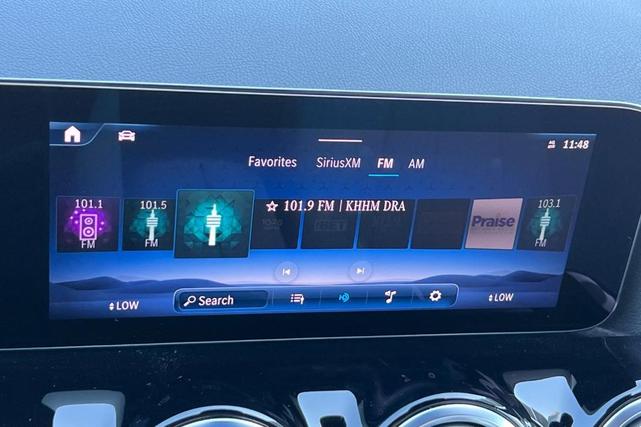 11:48
Favorites SiriusXM FM AM
101.1 101.5 ☆ 101.9 FM | KHHM DRA 103.1
FM FM Praise FM
LOW Search LOW